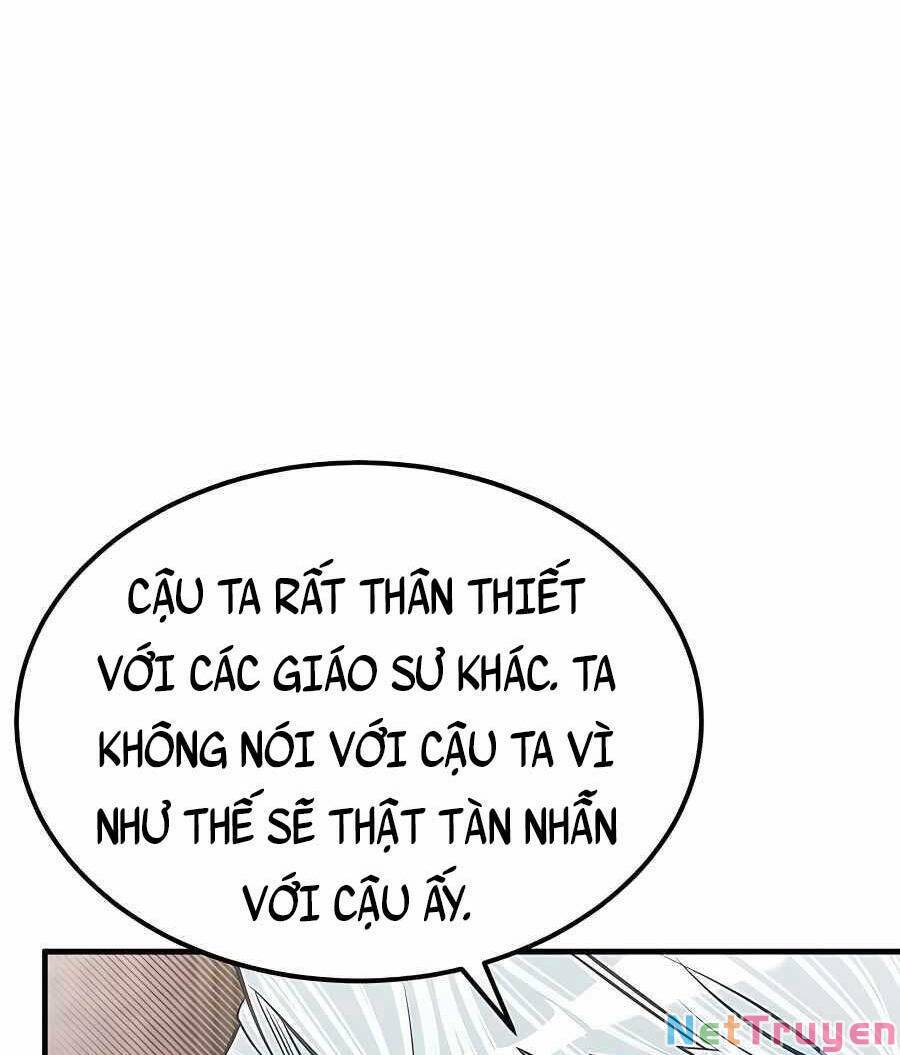 CẬU TA RẤT THÂN THIẾT
VỚI CÁC GIÁO SƯ KHÁC. TA
KHÔNG NÓI VỚI CẬU TA VÌ
NHƯ THẾ SẼ THẬT TÀN NHẪN
VỚI CẬU ẤY.
NetTruyen